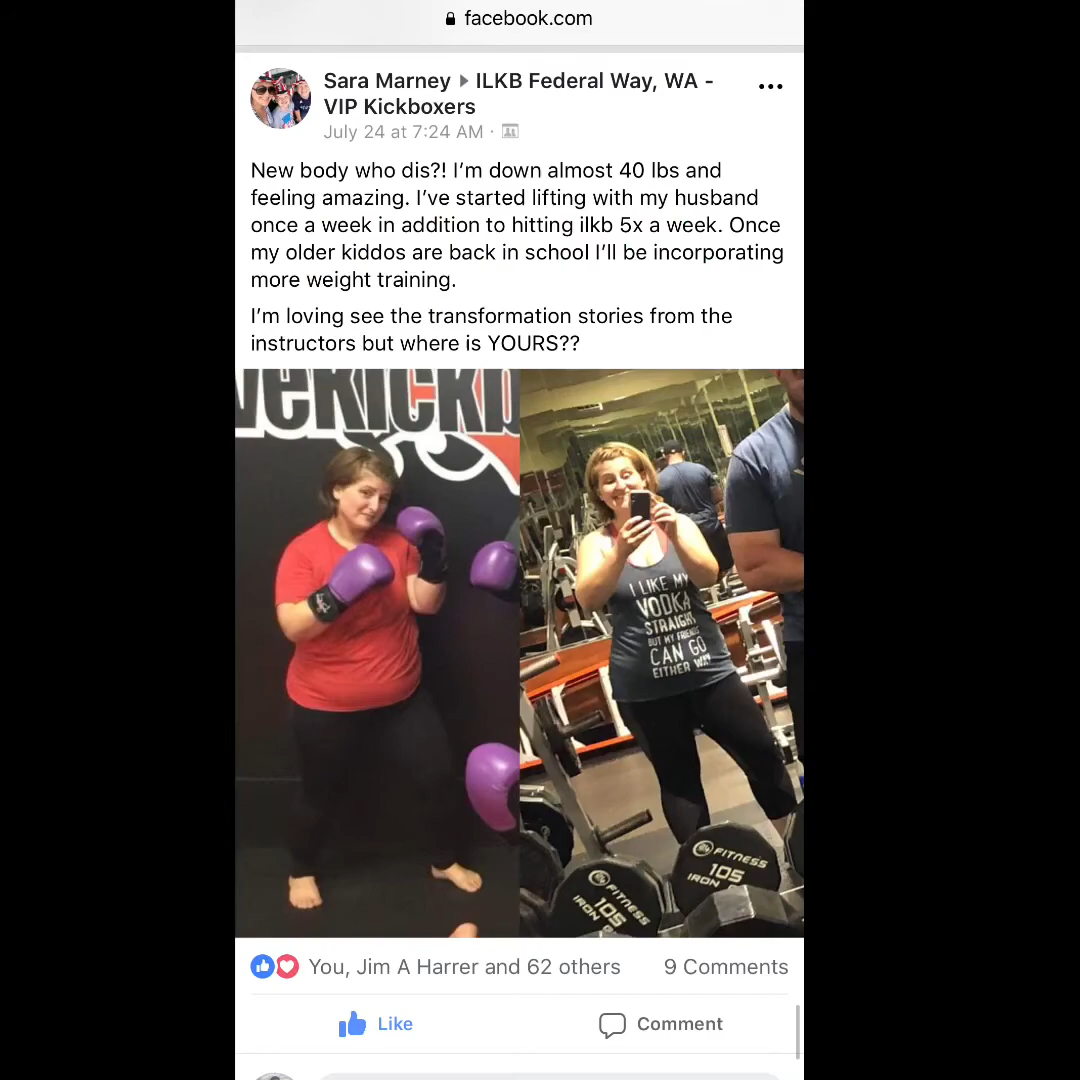 facebook.com
Sara Marney ▸ ILKB Federal Way, WA -
VIP Kickboxers
July 24 at 7:24 AM ·
New body who dis?! I’m down almost 40 lbs and
feeling amazing. I’ve started lifting with my husband
once a week in addition to hitting ilkb 5x a week. Once
my older kiddos are back in school I’ll be incorporating
more weight training.
I’m loving see the transformation stories from the
instructors but where is YOURS??
veKICKb
I LIKE MY
VODKA
STRAIGHT
BUT MY FRIENDS
CAN GO
EITHER WAY
FITNESS
105
IRON
FITNESS
105
IRON
You, Jim A Harrer and 62 others
9 Comments
Like
Comment